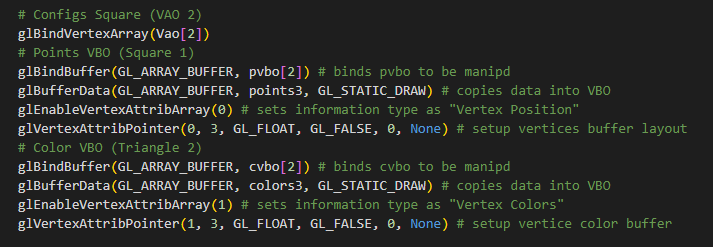 # Configs Square (VAO 2)
glBindVertexArray(Vao[2])
# Points VBO (Square 1)
glBindBuffer(GL_ARRAY_BUFFER, pvbo[2]) # binds pvbo to be manipd
glBufferData(GL_ARRAY_BUFFER, points3, GL_STATIC_DRAW) # copies data into VBO
glEnableVertexAttribArray(0) # sets information type as "Vertex Position"
glVertexAttribPointer(0, 3, GL_FLOAT, GL_FALSE, 0, None) # setup vertices buffer layout
# Color VBO (Triangle 2)
glBindBuffer(GL_ARRAY_BUFFER, cvbo[2]) # binds cvbo to be manipd
glBufferData(GL_ARRAY_BUFFER, colors3, GL_STATIC_DRAW) # copies data into VBO
glEnableVertexAttribArray(1) # sets information type as "Vertex Colors"
glVertexAttribPointer(1, 3, GL_FLOAT, GL_FALSE, 0, None) # setup vertice color buffer